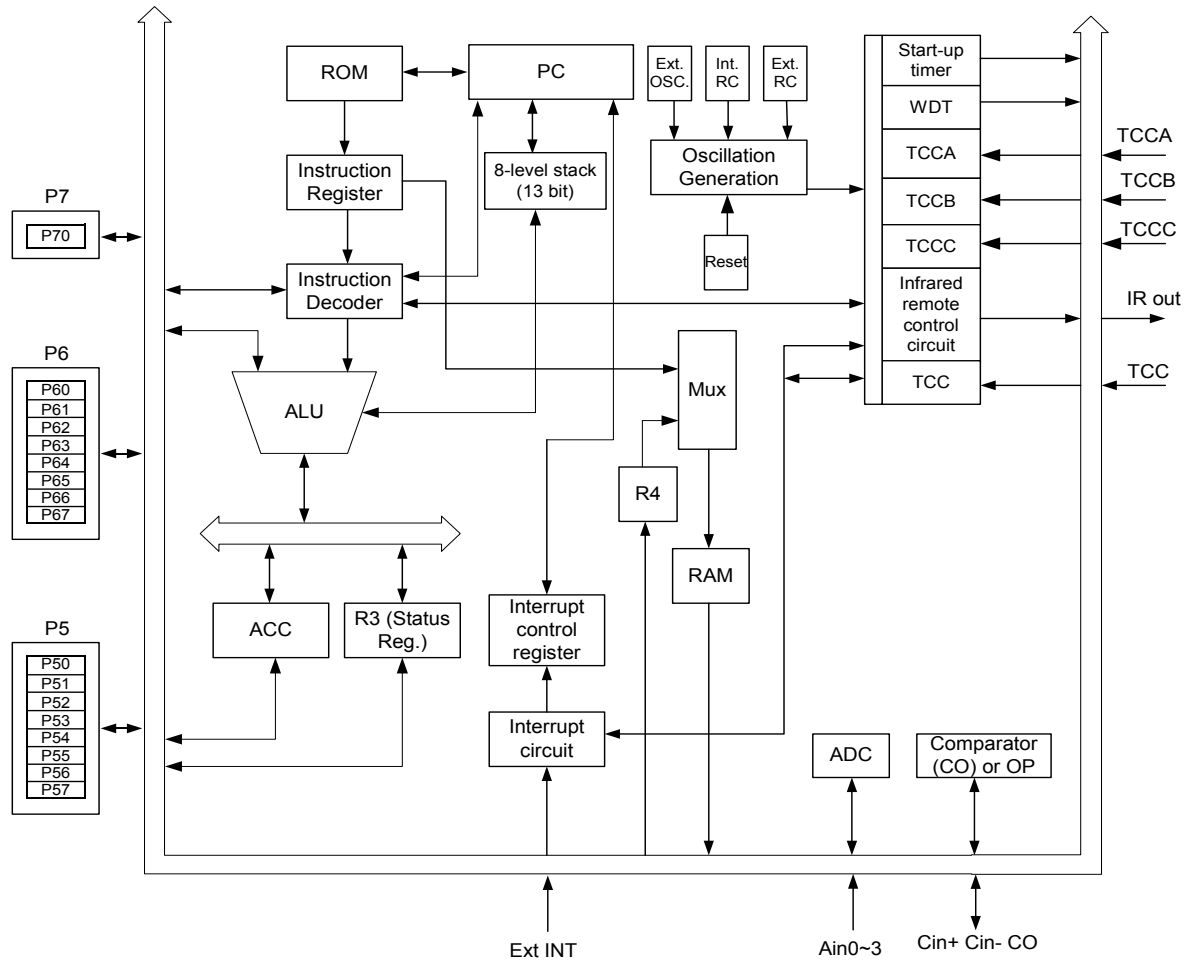 ROM
PC
Ext.
OSC.
Int.
RC
Ext.
RC
Start-up
timer
WDT
TCCA
TCCB
TCCC
Infrared
remote
control
circuit
TCC
TCCA
TCCB
TCCC
IR out
TCC
Instruction
Register
8-level stack
(13 bit)
Oscillation
Generation
Reset
P7
P70
Instruction
Decoder
P6
P60
P61
P62
P63
P64
P65
P66
P67
ALU
Mux
R4
RAM
ACC
R3 (Status
Reg.)
Interrupt
control
register
P5
P50
P51
P52
P53
P54
P55
P56
P57
Interrupt
circuit
ADC
Comparator
(CO) or OP
Ext INT
Ain0~3
Cin+ Cin- CO